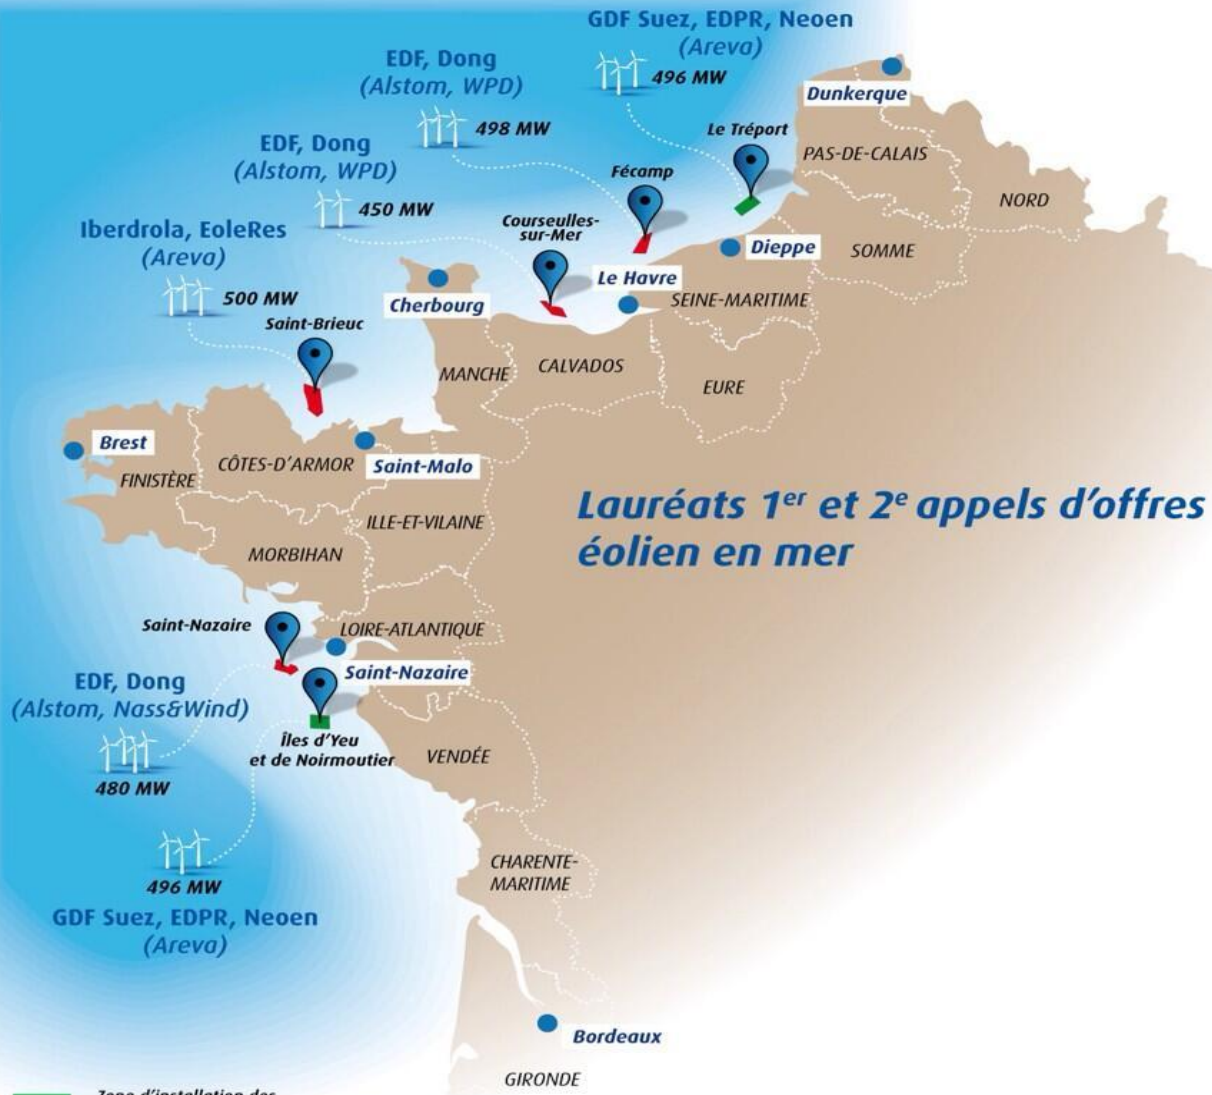 GDF Suez, EDPR, Neoen
(Areva)
496 MW
EDF, Dong
(Alstom, WPD)
498 MW
Dunkerque
Le Tréport
EDF, Dong
(Alstom, WPD)
450 MW
PAS-DE-CALAIS
Fécamp
NORD
Iberdrola, EoleRes
(Areva)
500 MW
Courseulles-
sur-Mer
Dieppe
SOMME
Le Havre
Cherbourg
SEINE-MARITIME
Saint-Brieuc
MANCHE
CALVADOS
EURE
Brest
FINISTÈRE
CÔTES-D'ARMOR
Saint-Malo
ILLE-ET-VILAINE
MORBIHAN
Lauréats 1er et 2e appels d'offres
éolien en mer
Saint-Nazaire
LOIRE-ATLANTIQUE
Saint-Nazaire
EDF, Dong
(Alstom, Nass&Wind)
480 MW
Îles d'Yeu
et de Noirmoutier
VENDÉE
496 MW
GDF Suez, EDPR, Neoen
(Areva)
CHARENTE-
MARITIME
Bordeaux
GIRONDE
Zone d'installation des